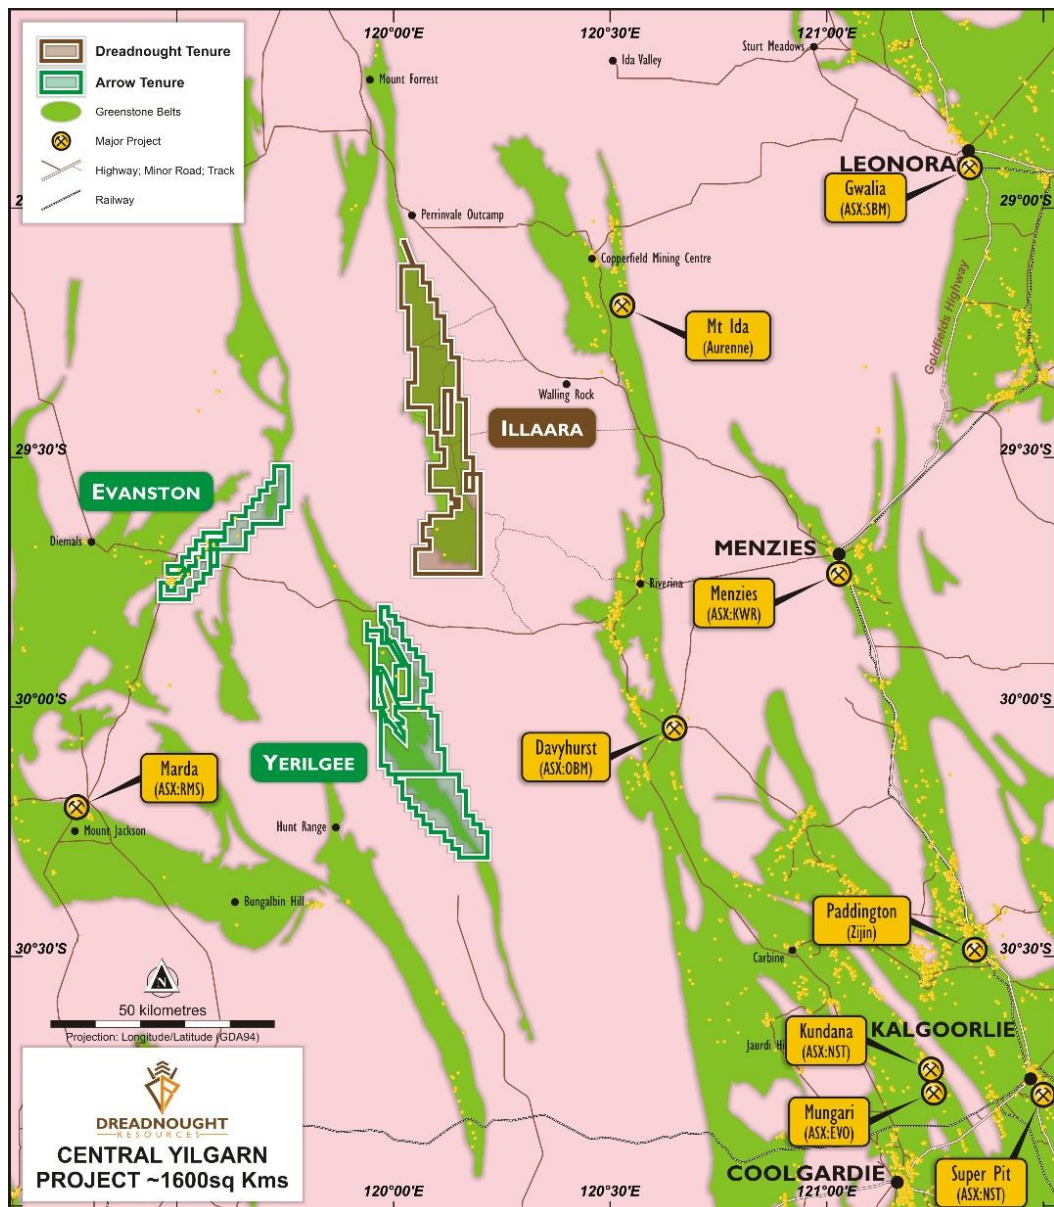 120°00'E
120°30'E
121°00'E
Dreadnought Tenure
Arrow Tenure
Greenstone Belts
Major Project
Highway; Minor Road; Track
Railway
Sturt Meadows
Ida Valley
Mount Forrest
LEONORA
Gwalia
(ASX:SBM)
29°00'S
Perrinvale Outcamp
Copperfield Mining Centre
Goldfields Highway
Mt Ida
(Aurenne)
Walling Rock
ILLAARA
29°30'S
29°30'S
EVANSTON
Diemals
MENZIES
Menzies
(ASX:KWR)
Riverina
30°00'S
30°00'S
Davyhurst
(ASX:OBM)
YERILGEE
Marda
(ASX:RMS)
Mount Jackson
Hunt Range
Bungalbin Hill
Paddington
(Zijin)
30°30'S
30°30'S
Carbine
50 kilometres
Projection: Longitude/Latitude (GDA94)
N
Kundana
(ASX:NST)
KALGOORLIE
Jaurdi
Mungari
(ASX:EVO)
DREADNOUGHT
RESOURCES
CENTRAL YILGARN
PROJECT ~1600sq Kms
COOLGARDIE
Super Pit
(ASX:NST)
120°00'E
120°30'E
121°00'E